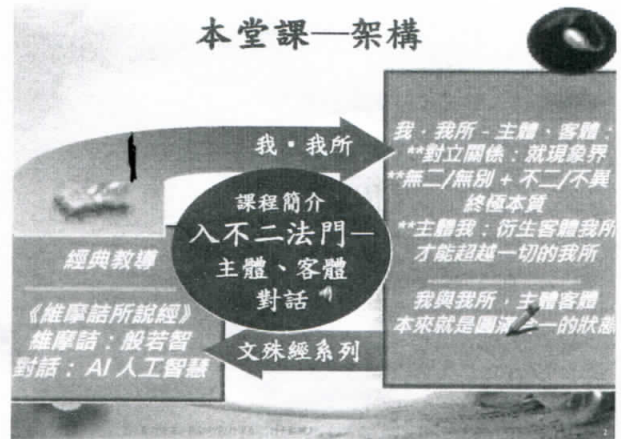 本堂課—架構
我・我所
課程簡介
入不二法門—
主體、客體
對話
文殊經系列
經典教導
《維摩詰所說經》
維摩詰：般若智
對話：AI人工智慧
我・我所-主體、客體：
**對立關係：就現象界
**無二/無別+不二/不異
終極本質
**主體我：衍生客體我所
才能超越一切的我所
我與我所，主體客體
本來就是圓滿一的狀態
2